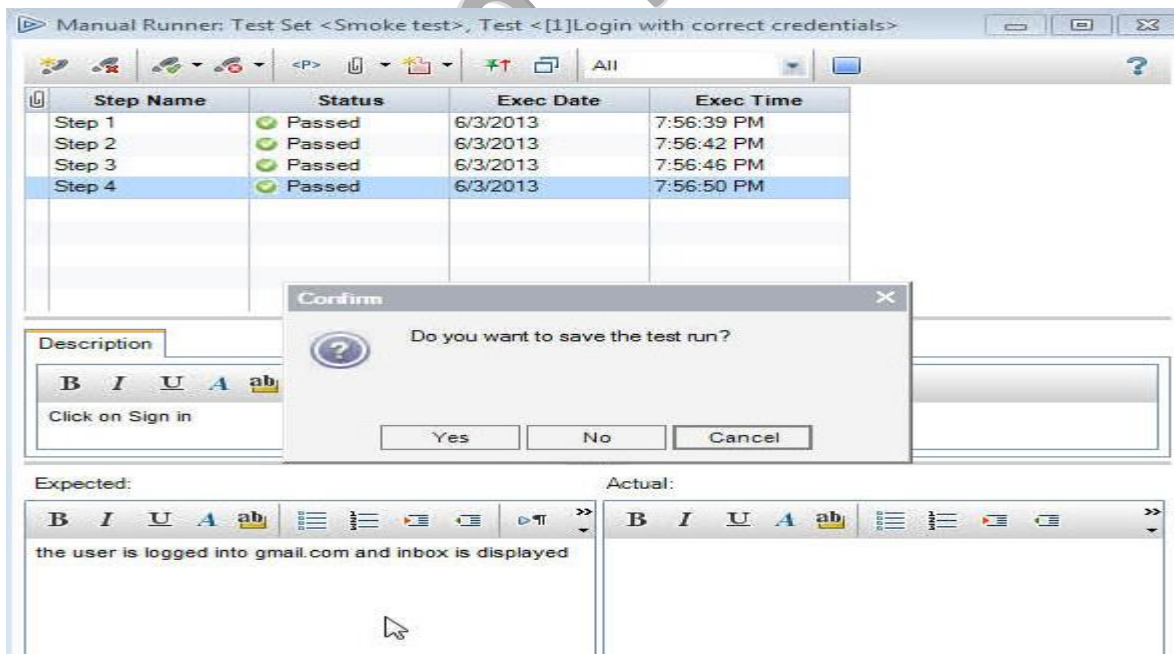 Manual Runner: Test Set <Smoke test>, Test <[1]Login with correct credentials>
<P> All ?
Step Name Status Exec Date Exec Time
Step 1 Passed 6/3/2013 7:56:39 PM
Step 2 Passed 6/3/2013 7:56:42 PM
Step 3 Passed 6/3/2013 7:56:46 PM
Step 4 Passed 6/3/2013 7:56:50 PM
Confirm
Do you want to save the test run?
Yes No Cancel
Description
B I U A ab
Click on Sign in
Expected: Actual:
B I U A ab B I U A ab
the user is logged into gmail.com and inbox is displayed